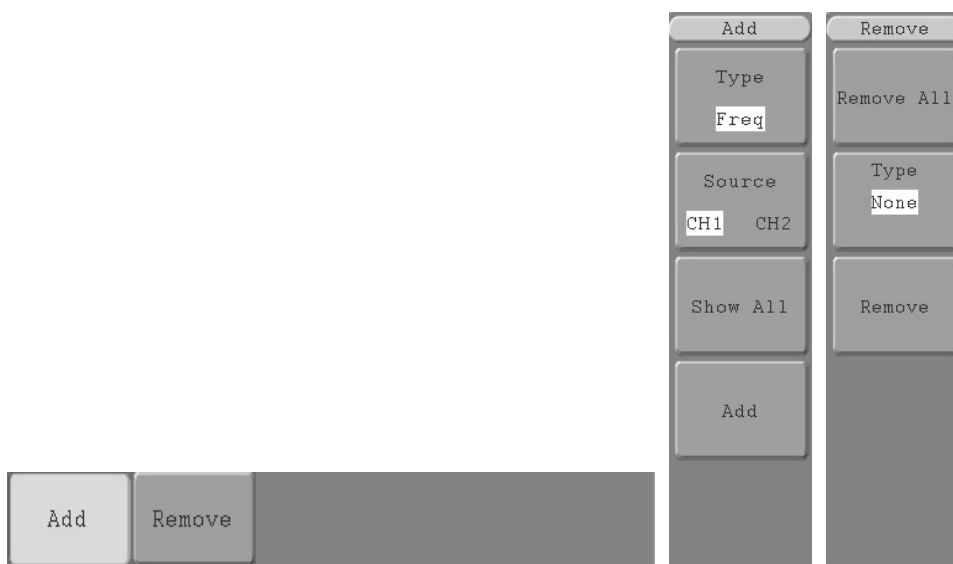 Add
Type
Freq
Source
CH1 CH2
Show All
Add
Remove
Remove All
Type
None
Remove
Add Remove